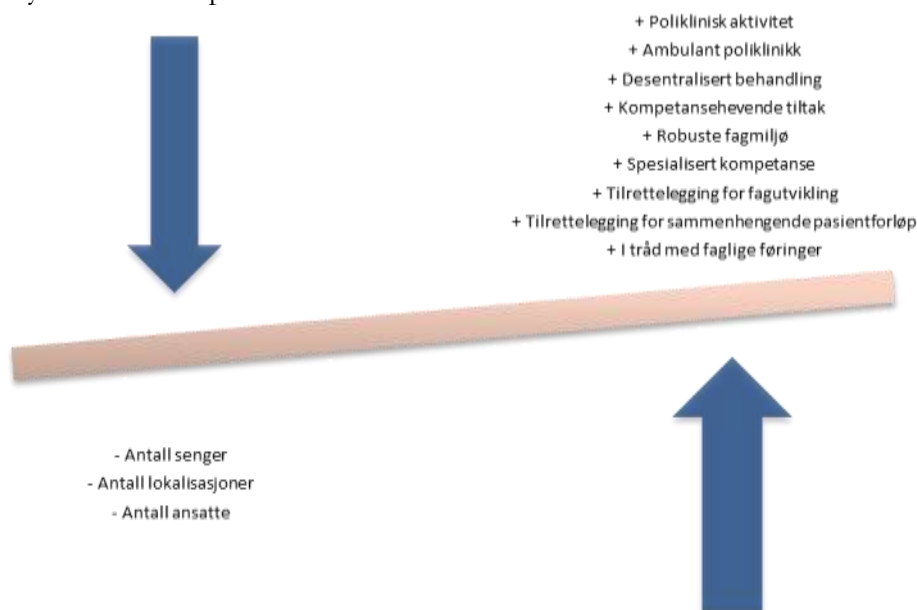 + Poliklinisk aktivitet
+ Ambulant poliklinikk
+ Desentralisert behandling
+ Kompetansehevende tiltak
+ Robuste fagmiljø
+ Spesialisert kompetanse
+ Tilrettelegging for fagutvikling
+ Tilrettelegging for sammenhengende pasientforløp
+ I tråd med faglige føringer
- Antall senger
- Antall lokalisasjoner
- Antall ansatte